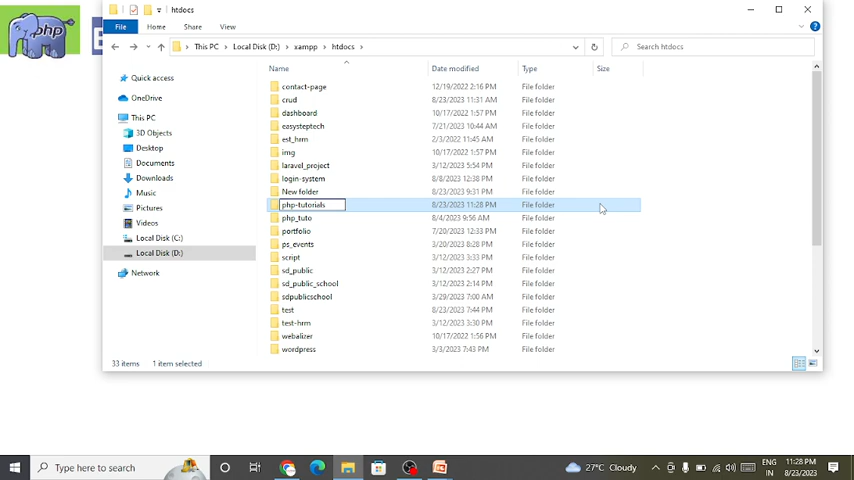 php
htdocs
File Home Share View
This PC Local Disk (D:) xampp htdocs
Search htdocs
Name Date modified Type Size
Quick access
OneDrive
This PC
3D Objects
Desktop
Documents
Downloads
Music
Pictures
Videos
Local Disk (C:)
Local Disk (D:)
Network
contact-page 12/19/2022 2:16 PM File folder
crud 8/23/2023 11:31 AM File folder
dashboard 10/17/2022 1:57 PM File folder
easysteptech 7/21/2023 10:44 AM File folder
est_hrm 2/3/2022 11:45 AM File folder
img 10/17/2022 1:57 PM File folder
laravel_project 3/12/2023 5:54 PM File folder
login-system 8/8/2023 12:38 PM File folder
New folder 8/23/2023 9:31 PM File folder
php-tutorials 8/23/2023 11:28 PM File folder
php_tuto 8/4/2023 9:56 AM File folder
portfolio 7/20/2023 12:33 PM File folder
ps_events 3/20/2023 8:28 PM File folder
script 3/12/2023 3:33 PM File folder
sd_public 3/12/2023 2:27 PM File folder
sd_public_school 3/12/2023 2:14 PM File folder
sdpublicschool 3/29/2023 7:00 AM File folder
test 8/23/2023 7:44 PM File folder
test-hrm 3/12/2023 3:30 PM File folder
webalizer 10/17/2022 1:56 PM File folder
wordpress 3/3/2023 7:43 PM File folder
33 items 1 item selected
Type here to search
27°C Cloudy
ENG
IN
11:28 PM
8/23/2023